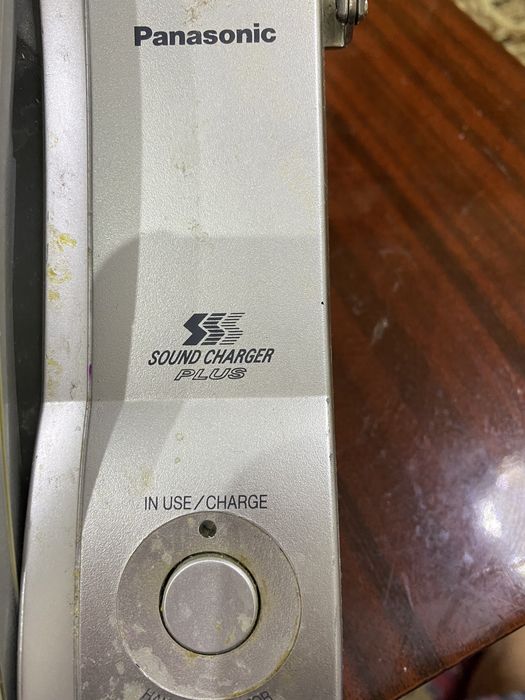 Panasonic
SOUND CHARGER
PLUS
IN USE/CHARGE